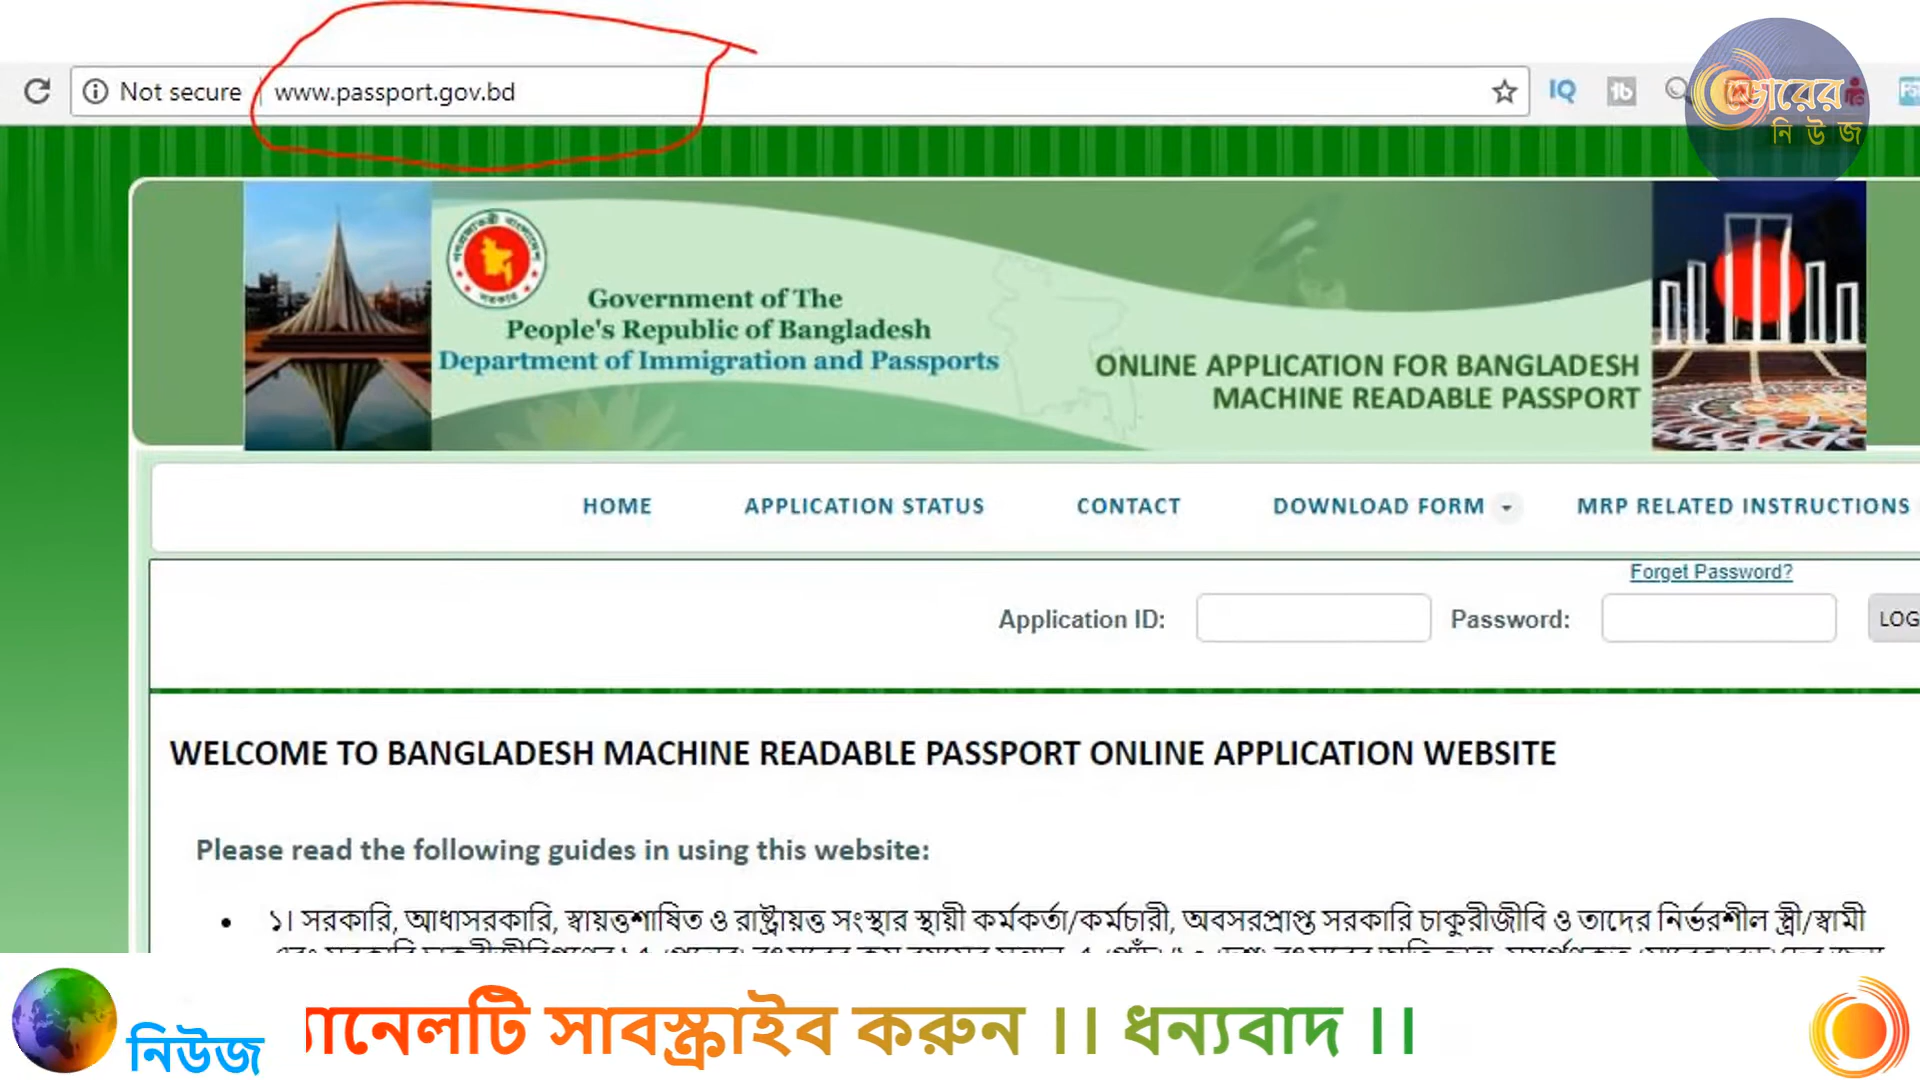 Not secure www.passport.gov.bd
IQ
ভোরের
নিউজ
Government of The
People's Republic of Bangladesh
Department of Immigration and Passports
ONLINE APPLICATION FOR BANGLADESH
MACHINE READABLE PASSPORT
HOME APPLICATION STATUS CONTACT DOWNLOAD FORM MRP RELATED INSTRUCTIONS
Forget Password?
Application ID: Password: LOG
WELCOME TO BANGLADESH MACHINE READABLE PASSPORT ONLINE APPLICATION WEBSITE
Please read the following guides in using this website:
১। সরকারি, আধাসরকারি, স্বায়ত্তশাষিত ও রাষ্ট্রায়ত্ত সংস্থার স্থায়ী কর্মকর্তা/কর্মচারী, অবসরপ্রাপ্ত সরকারি চাকুরীজীবি ও তাদের নির্ভরশীল স্ত্রী/স্বামী
নিউজ
্যানেলটি সাবস্ক্রাইব করুন ।। ধন্যবাদ ।।